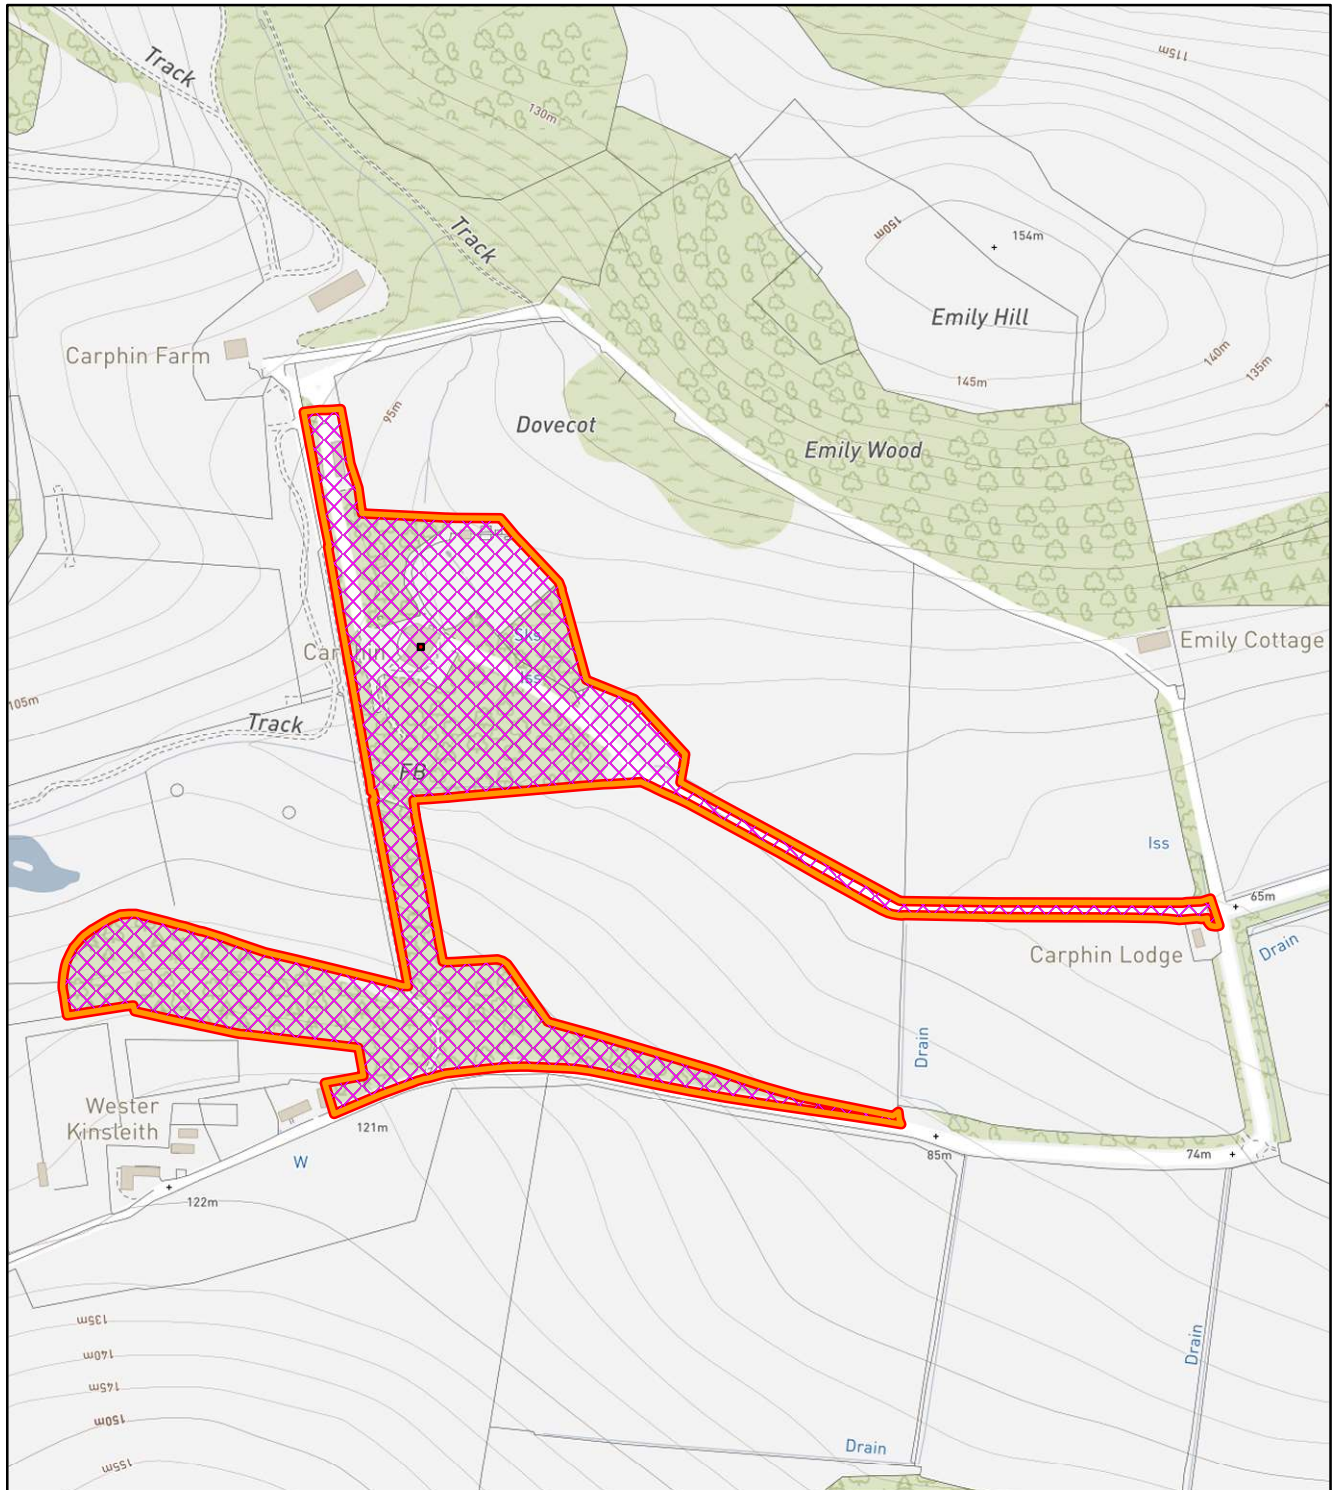 Track
115m
130m
Track
150m
154m
Emily Hill
140m
135m
145m
Carphin Farm
95m
Dovecot
Emily Wood
Sks
Emily Cottage
Iss
105m
Track
FB
Iss
65m
Carphin Lodge
Drain
Drain
Wester
Kinsleith
121m
85m
74m
W
122m
135m
140m
145m
150m
155m
Drain
Drain